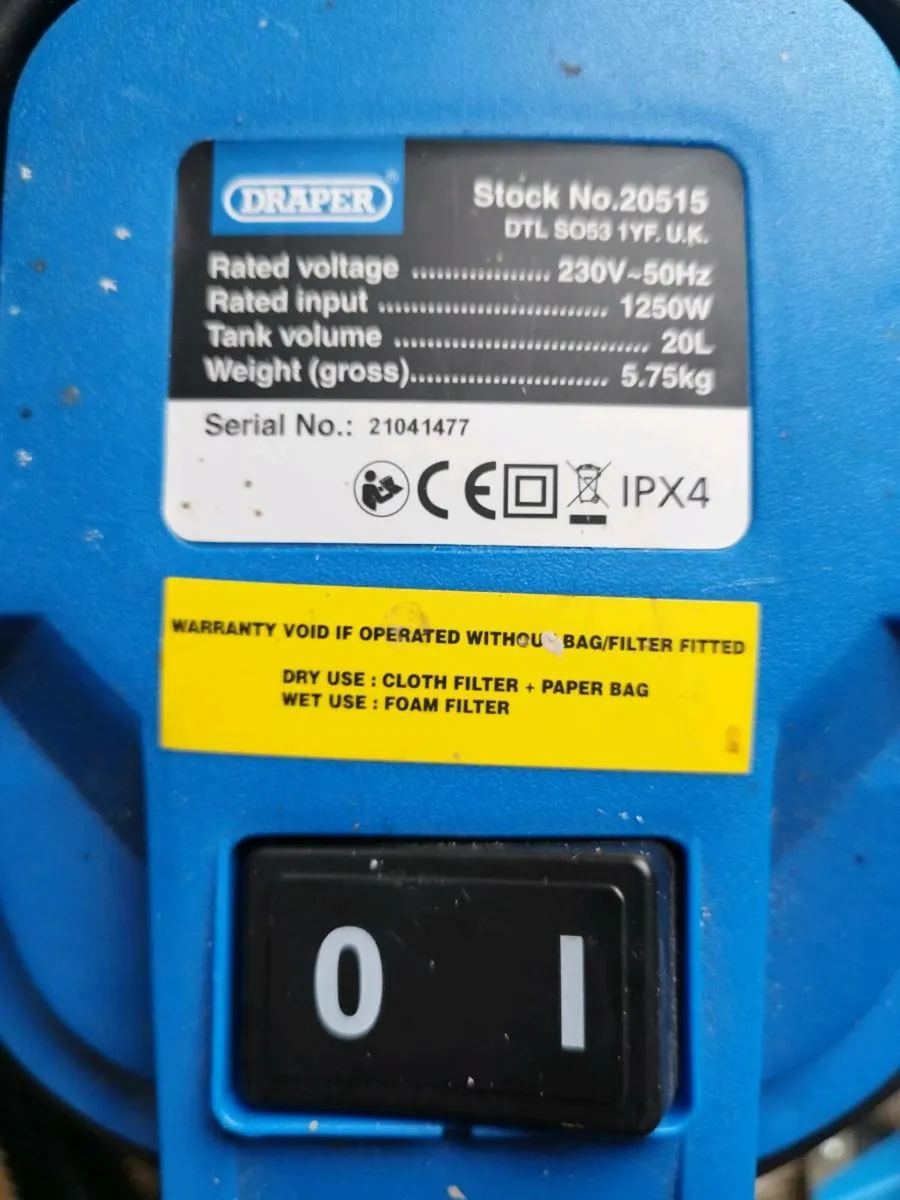 DRAPER®
Stock No.20515
DTL SO53 1YF. U.K.
Rated voltage ................ 230V~50Hz
Rated input ............................ 1250W
Tank volume ................................ 20L
Weight (gross)........................... 5.75kg
Serial No.: 21041477
CE IPX4
WARRANTY VOID IF OPERATED WITHOUT BAG/FILTER FITTED
DRY USE : CLOTH FILTER + PAPER BAG
WET USE : FOAM FILTER
0 I